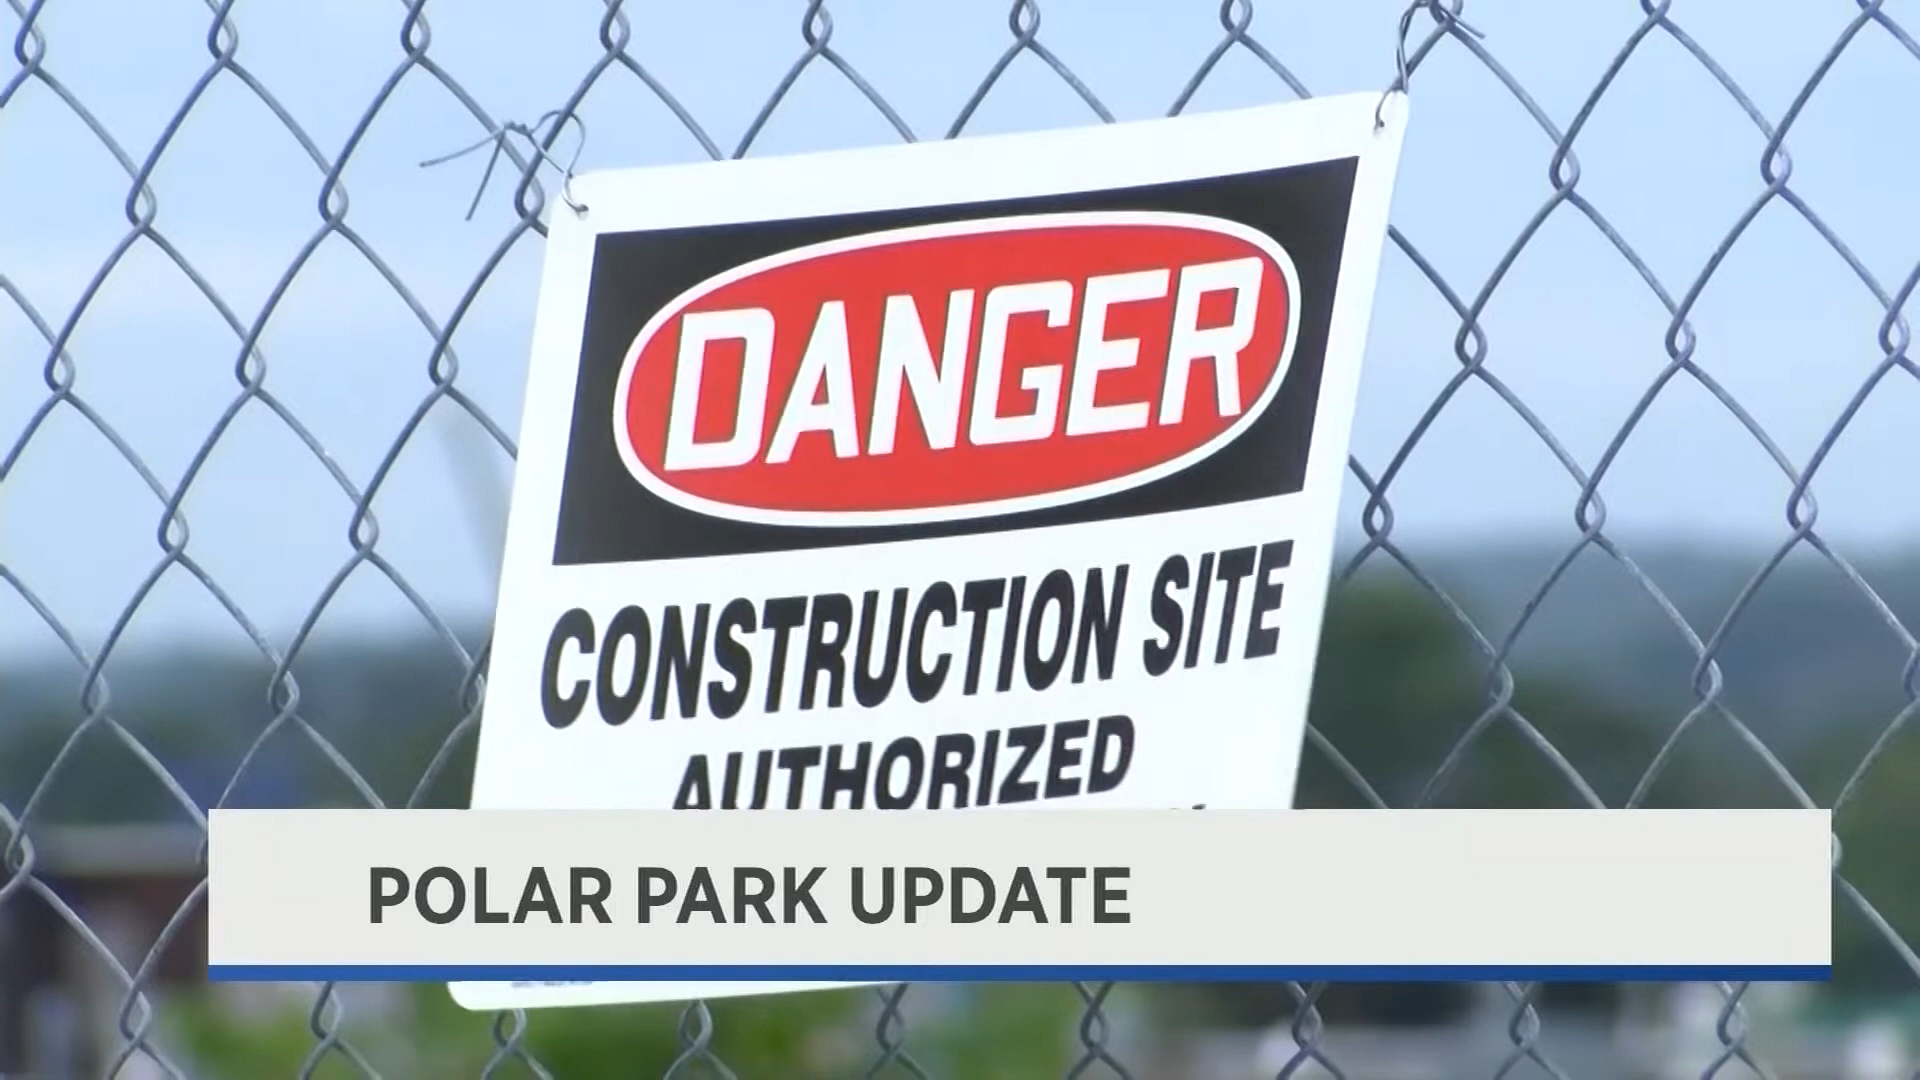 DANGER
CONSTRUCTION SITE
AUTHORIZED
POLAR PARK UPDATE